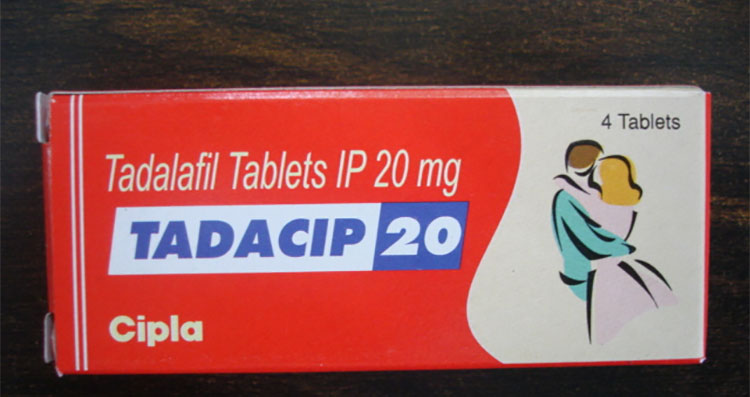 4 Tablets
Tadalafil Tablets IP 20 mg
TADACIP 20
Cipla